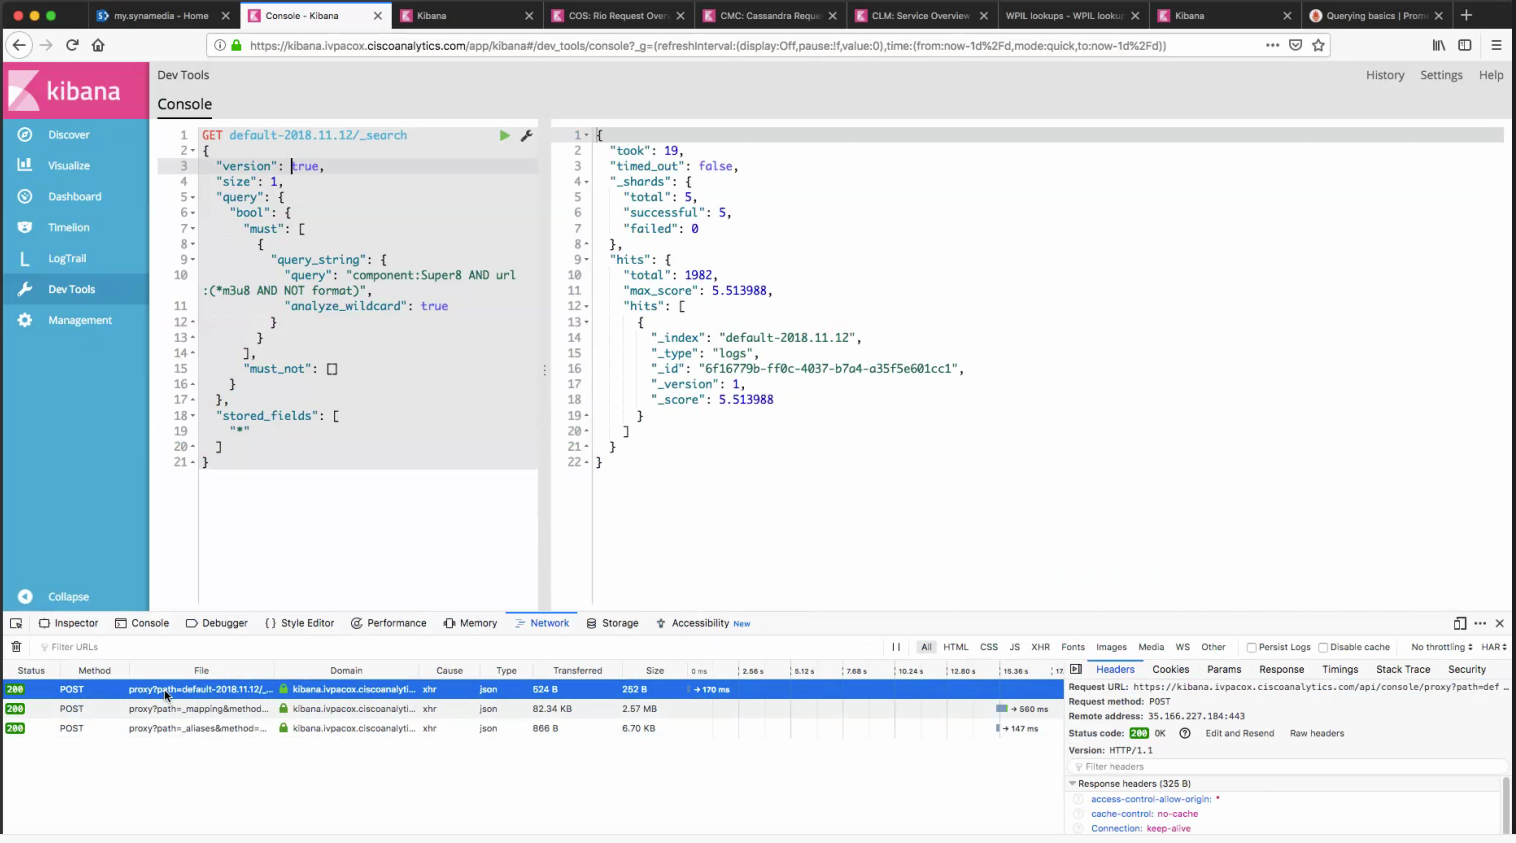 my.synamedia - Home
Console - Kibana
Kibana
COS: Rio Request Over
CMC: Cassandra Reque
CLM: Service Overview
WPIL lookups - WPIL lookup
Kibana
Querying basics | Prom
https://kibana.ivpacox.ciscoanalytics.com/app/kibana#/dev_tools/console?_g=(refreshInterval:(display:Off,pause:!f,value:0),time:(from:now-1d%2Fd,mode:quick,to:now-1d%2Fd))
kibana
Discover
Visualize
Dashboard
Timelion
LogTrail
Dev Tools
Management
Collapse
Dev Tools
History Settings Help
Console
1 GET default-2018.11.12/_search
2 {
3 "version": true,
4 "size": 1,
5 "query": {
6 "bool": {
7 "must": [
8 {
9 "query_string": {
10 "query": "component:Super8 AND url
:(*m3u8 AND NOT format)",
11 "analyze_wildcard": true
12 }
13 }
14 ],
15 "must_not": []
16 }
17 },
18 "stored_fields": [
19 "*"
20 ]
21 }
1 {
2 "took": 19,
3 "timed_out": false,
4 "_shards": {
5 "total": 5,
6 "successful": 5,
7 "failed": 0
8 },
9 "hits": {
10 "total": 1982,
11 "max_score": 5.513988,
12 "hits": [
13 {
14 "_index": "default-2018.11.12",
15 "_type": "logs",
16 "_id": "6f16779b-ff0c-4037-b7a4-a35f5e601cc1",
17 "_version": 1,
18 "_score": 5.513988
19 }
20 ]
21 }
22 }
Inspector Console Debugger { } Style Editor Performance Memory Network Storage Accessibility New
Filter URLs
All HTML CSS JS XHR Fonts Images Media WS Other Persist Logs Disable cache No throttling HAR
Status Method File Domain Cause Type Transferred Size 0 ms 2.56 s 5.12 s 7.68 s 10.24 s 12.80 s 15.36 s 17.
200 POST proxy?path=default-2018.11.12/_... kibana.ivpacox.ciscoanalyti... xhr json 524 B 252 B → 170 ms
200 POST proxy?path=_mapping&method... kibana.ivpacox.ciscoanalyti... xhr json 82.34 KB 2.57 MB → 560 ms
200 POST proxy?path=_aliases&method=... kibana.ivpacox.ciscoanalyti... xhr json 866 B 6.70 KB → 147 ms
Headers Cookies Params Response Timings Stack Trace Security
Request URL: https://kibana.ivpacox.ciscoanalytics.com/api/console/proxy?path=def ...
Request method: POST
Remote address: 35.166.227.184:443
Status code: 200 OK ? Edit and Resend Raw headers
Version: HTTP/1.1
Filter headers
Response headers (325 B)
? access-control-allow-origin: *
? cache-control: no-cache
? Connection: keep-alive